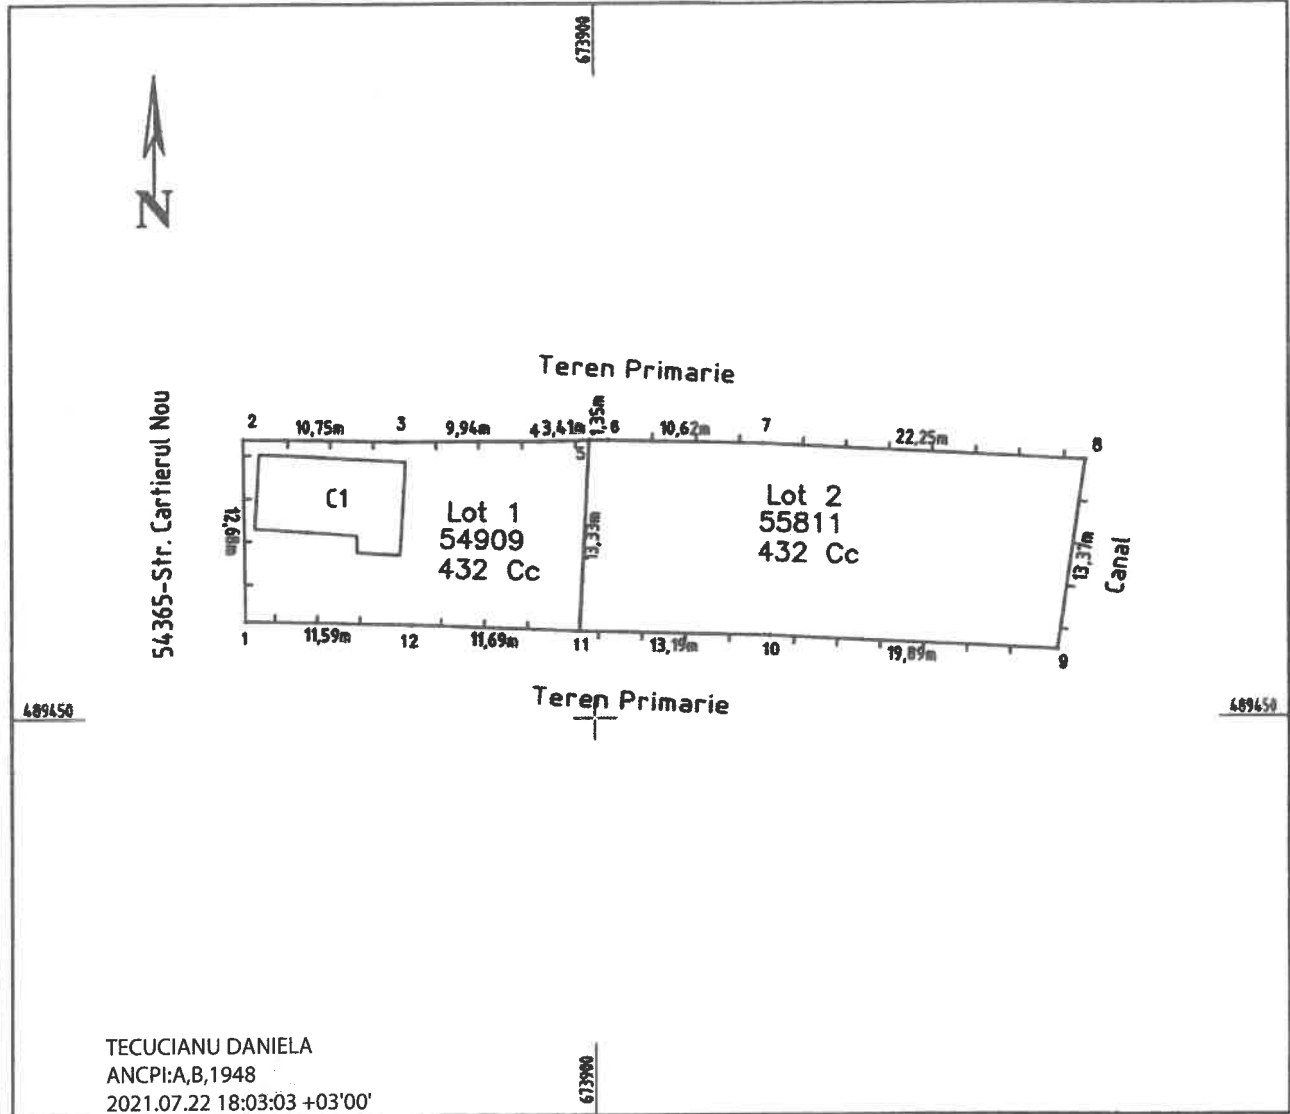 673900
N
Teren Primarie
54365-Str. Cartierul Nou
2
10,75m
3
9,94m
43,41m
1,35m
6
10,62m
7
22,25m
8
5
C1
Lot 1
54909
432 Cc
Lot 2
55811
432 Cc
12,68m
13,33m
13,37m
Canal
1
11,59m
12
11,69m
11
13,19m
10
19,89m
9
Teren Primarie
489450
489450
TECUCIANU DANIELA
ANCPI:A,B,1948
2021.07.22 18:03:03 +03'00'
673900